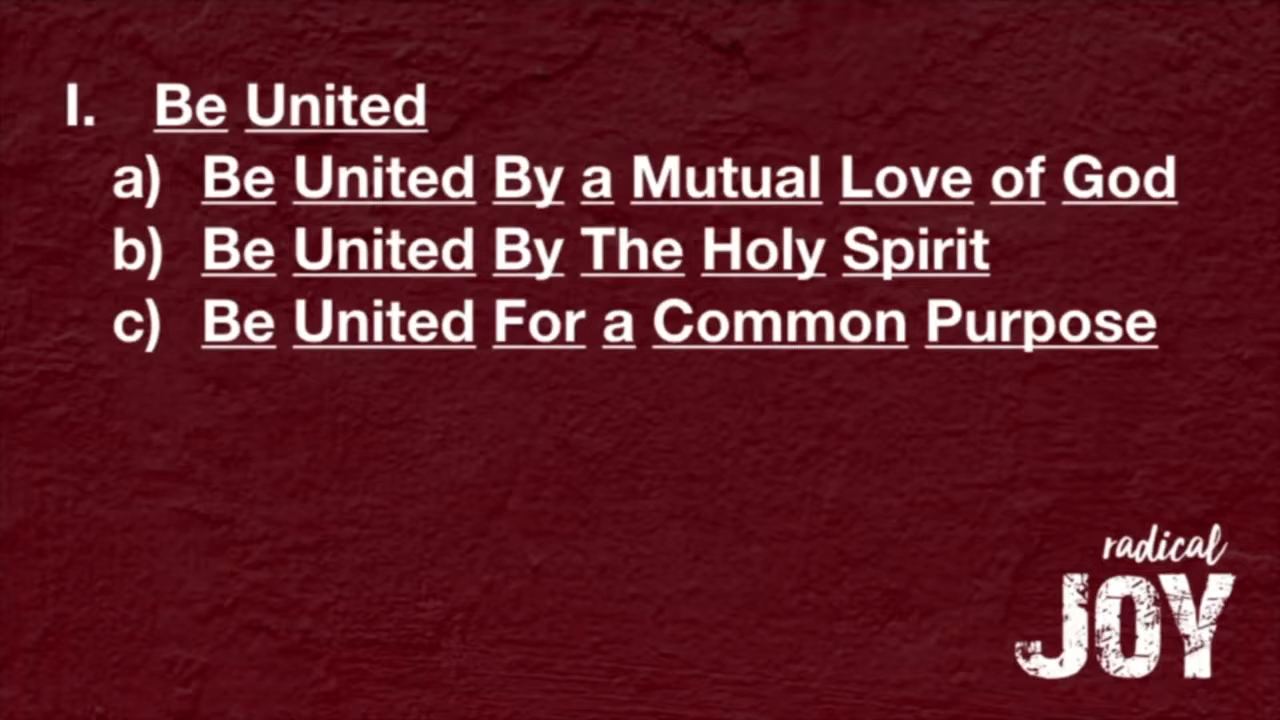 I. Be United
a) Be United By a Mutual Love of God
b) Be United By The Holy Spirit
c) Be United For a Common Purpose
radical
JOY